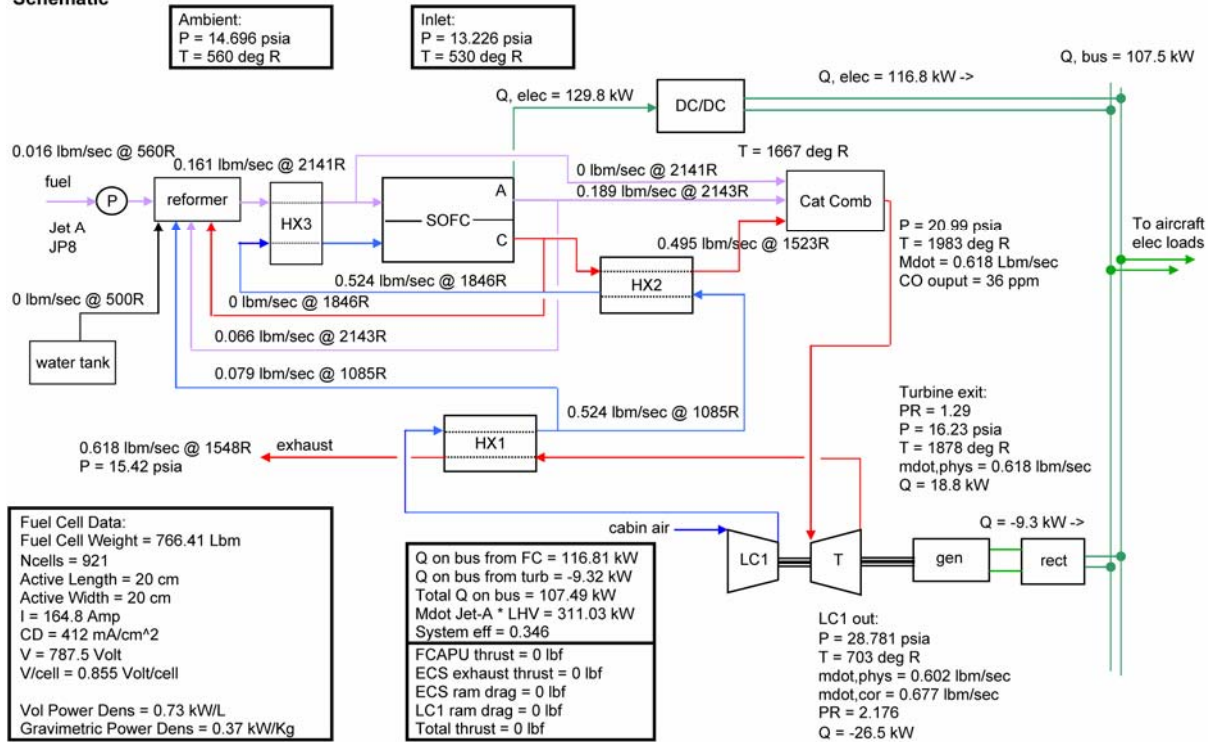 Schematic
Ambient:
P = 14.696 psia
T = 560 deg R
Inlet:
P = 13.226 psia
T = 530 deg R
Q, bus = 107.5 kW
Q, elec = 116.8 kW ->
Q, elec = 129.8 kW
DC/DC
T = 1667 deg R
0.016 lbm/sec @ 560R
0.161 lbm/sec @ 2141R
0 lbm/sec @ 2141R
0.189 lbm/sec @ 2143R
fuel
P
reformer
Jet A
JP8
HX3
SOFC
A
C
Cat Comb
0.495 lbm/sec @ 1523R
P = 20.99 psia
T = 1983 deg R
Mdot = 0.618 Lbm/sec
CO ouput = 36 ppm
To aircraft
elec loads
HX2
0.524 lbm/sec @ 1846R
0 lbm/sec @ 500R
0 lbm/sec @ 1846R
0.066 lbm/sec @ 2143R
water tank
0.079 lbm/sec @ 1085R
0.524 lbm/sec @ 1085R
Turbine exit:
PR = 1.29
P = 16.23 psia
T = 1878 deg R
mdot,phys = 0.618 lbm/sec
Q = 18.8 kW
0.618 lbm/sec @ 1548R
P = 15.42 psia
exhaust
HX1
Fuel Cell Data:
Fuel Cell Weight = 766.41 Lbm
Ncells = 921
Active Length = 20 cm
Active Width = 20 cm
I = 164.8 Amp
CD = 412 mA/cm^2
V = 787.5 Volt
V/cell = 0.855 Volt/cell
Vol Power Dens = 0.73 kW/L
Gravimetric Power Dens = 0.37 kW/Kg
cabin air
Q on bus from FC = 116.81 kW
Q on bus from turb = -9.32 kW
Total Q on bus = 107.49 kW
Mdot Jet-A * LHV = 311.03 kW
System eff = 0.346
FCAPU thrust = 0 lbf
ECS exhaust thrust = 0 lbf
ECS ram drag = 0 lbf
LC1 ram drag = 0 lbf
Total thrust = 0 lbf
LC1
T
gen
rect
Q = -9.3 kW ->
LC1 out:
P = 28.781 psia
T = 703 deg R
mdot,phys = 0.602 lbm/sec
mdot,cor = 0.677 lbm/sec
PR = 2.176
Q = -26.5 kW